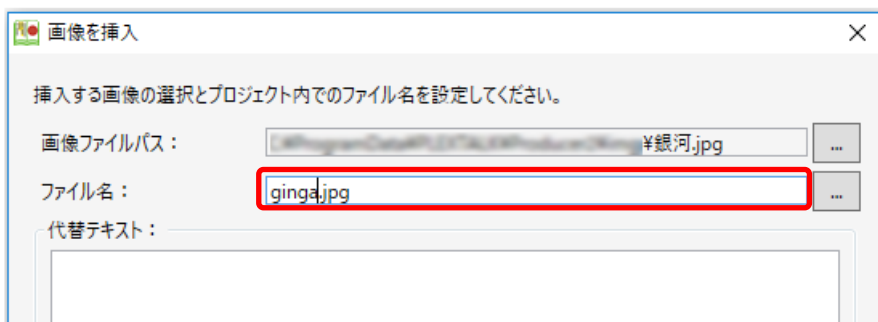 画像を挿入
挿入する画像の選択とプロジェクト内でのファイル名を設定してください。
画像ファイルパス： ¥銀河.jpg ...
ファイル名： ginga.jpg ...
代替テキスト：